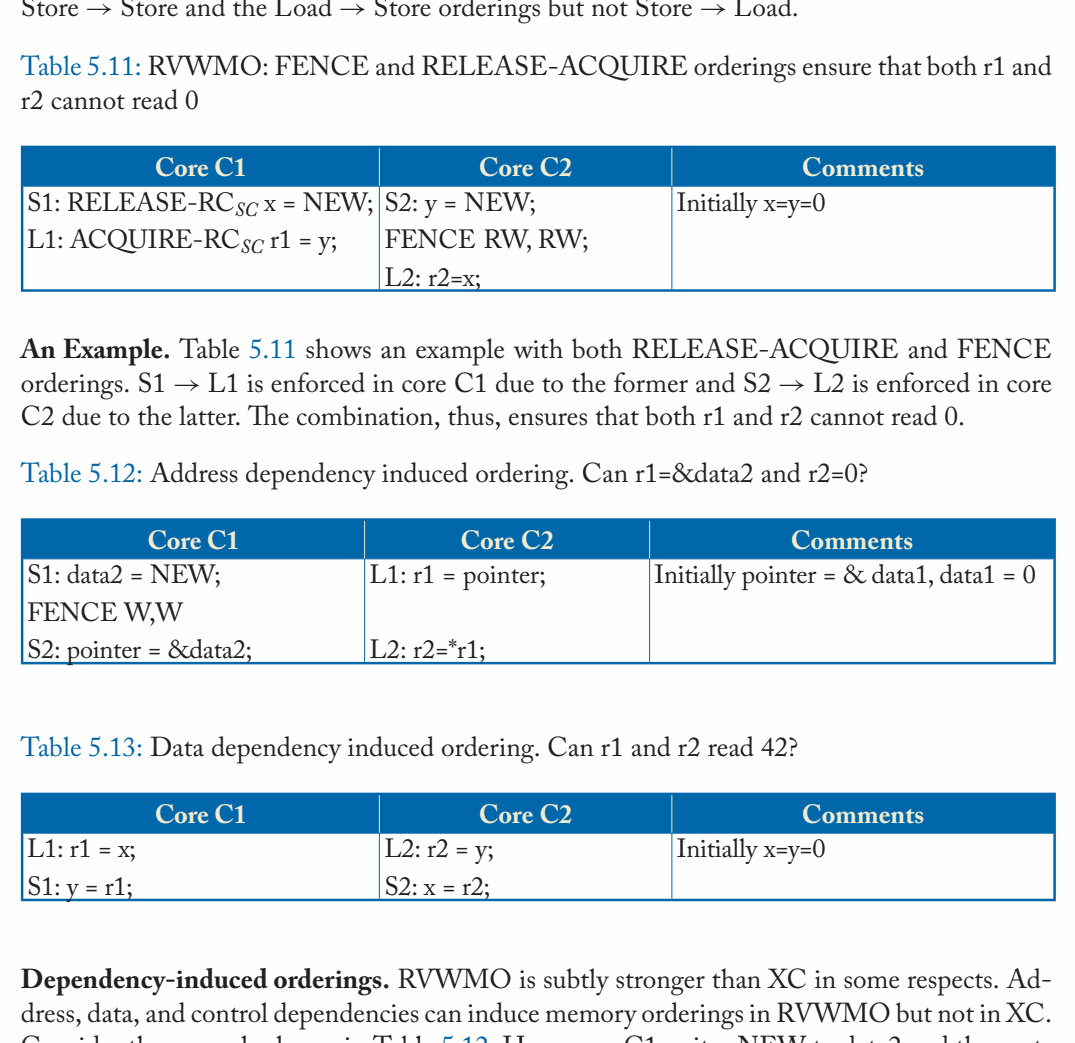 Store → Store and the Load → Store orderings but not Store → Load.
Table 5.11: RVWMO: FENCE and RELEASE-ACQUIRE orderings ensure that both r1 and
r2 cannot read 0
Core C1 Core C2 Comments
S1: RELEASE-RCSC x = NEW; S2: y = NEW; Initially x=y=0
L1: ACQUIRE-RCSC r1 = y; FENCE RW, RW;
L2: r2=x;
An Example. Table 5.11 shows an example with both RELEASE-ACQUIRE and FENCE
orderings. S1 → L1 is enforced in core C1 due to the former and S2 → L2 is enforced in core
C2 due to the latter. The combination, thus, ensures that both r1 and r2 cannot read 0.
Table 5.12: Address dependency induced ordering. Can r1=&data2 and r2=0?
Core C1 Core C2 Comments
S1: data2 = NEW; L1: r1 = pointer; Initially pointer = & data1, data1 = 0
FENCE W,W
S2: pointer = &data2; L2: r2=*r1;
Table 5.13: Data dependency induced ordering. Can r1 and r2 read 42?
Core C1 Core C2 Comments
L1: r1 = x; L2: r2 = y; Initially x=y=0
S1: y = r1; S2: x = r2;
Dependency-induced orderings. RVWMO is subtly stronger than XC in some respects. Ad-
dress, data, and control dependencies can induce memory orderings in RVWMO but not in XC.